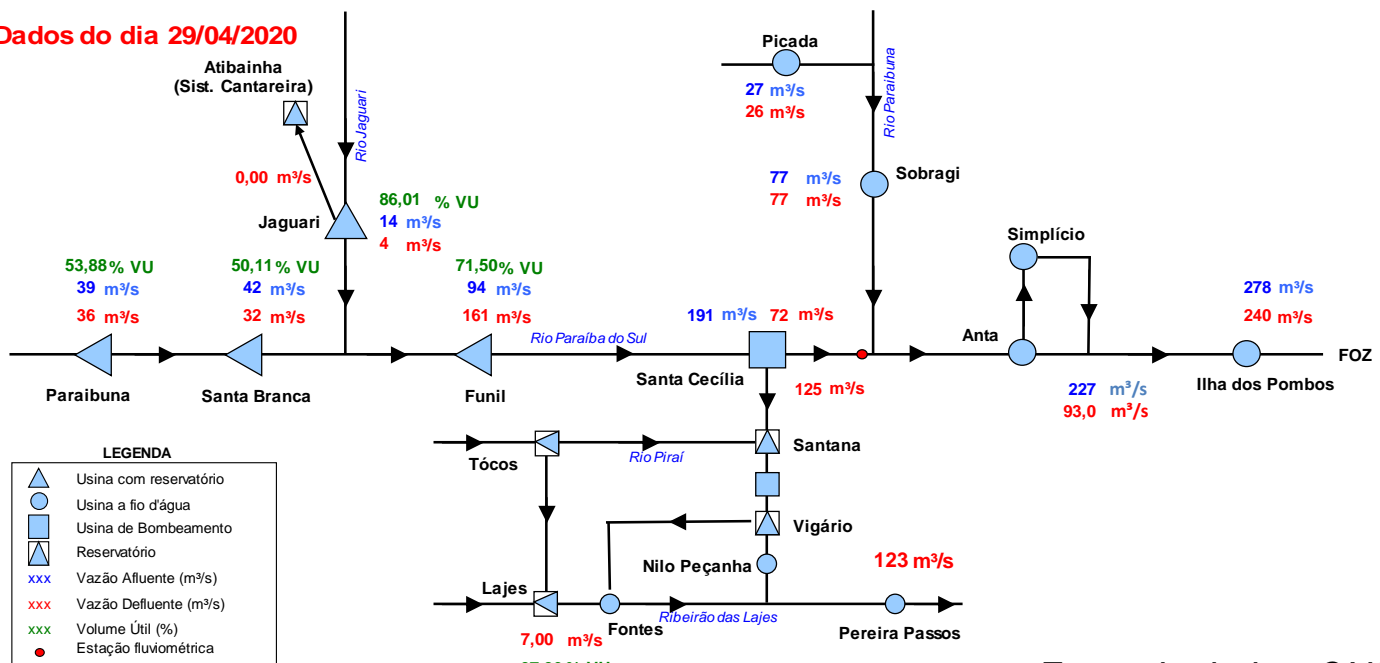 Dados do dia 29/04/2020
Atibainha
(Sist. Cantareira)
Rio Jaguari
0,00 m³/s
Jaguari
86,01 % VU
14 m³/s
4 m³/s
Picada
27 m³/s
26 m³/s
Rio Paraibuna
77 m³/s
77 m³/s
Sobragi
Simplício
53,88 % VU
39 m³/s
36 m³/s
Paraibuna
50,11 % VU
42 m³/s
32 m³/s
Santa Branca
71,50 % VU
94 m³/s
161 m³/s
Funil
Rio Paraíba do Sul
191 m³/s
72 m³/s
Santa Cecília
125 m³/s
Anta
227 m³/s
93,0 m³/s
278 m³/s
240 m³/s
Ilha dos Pombos
FOZ
Tócos
Rio Piraí
Santana
Vigário
Nilo Peçanha
123 m³/s
Lajes
7,00 m³/s
Fontes
Ribeirão das Lajes
Pereira Passos
LEGENDA
Usina com reservatório
Usina a fio d'água
Usina de Bombeamento
Reservatório
xxx Vazão Afluente (m³/s)
xxx Vazão Defluente (m³/s)
xxx Volume Útil (%)
Estação fluviométrica